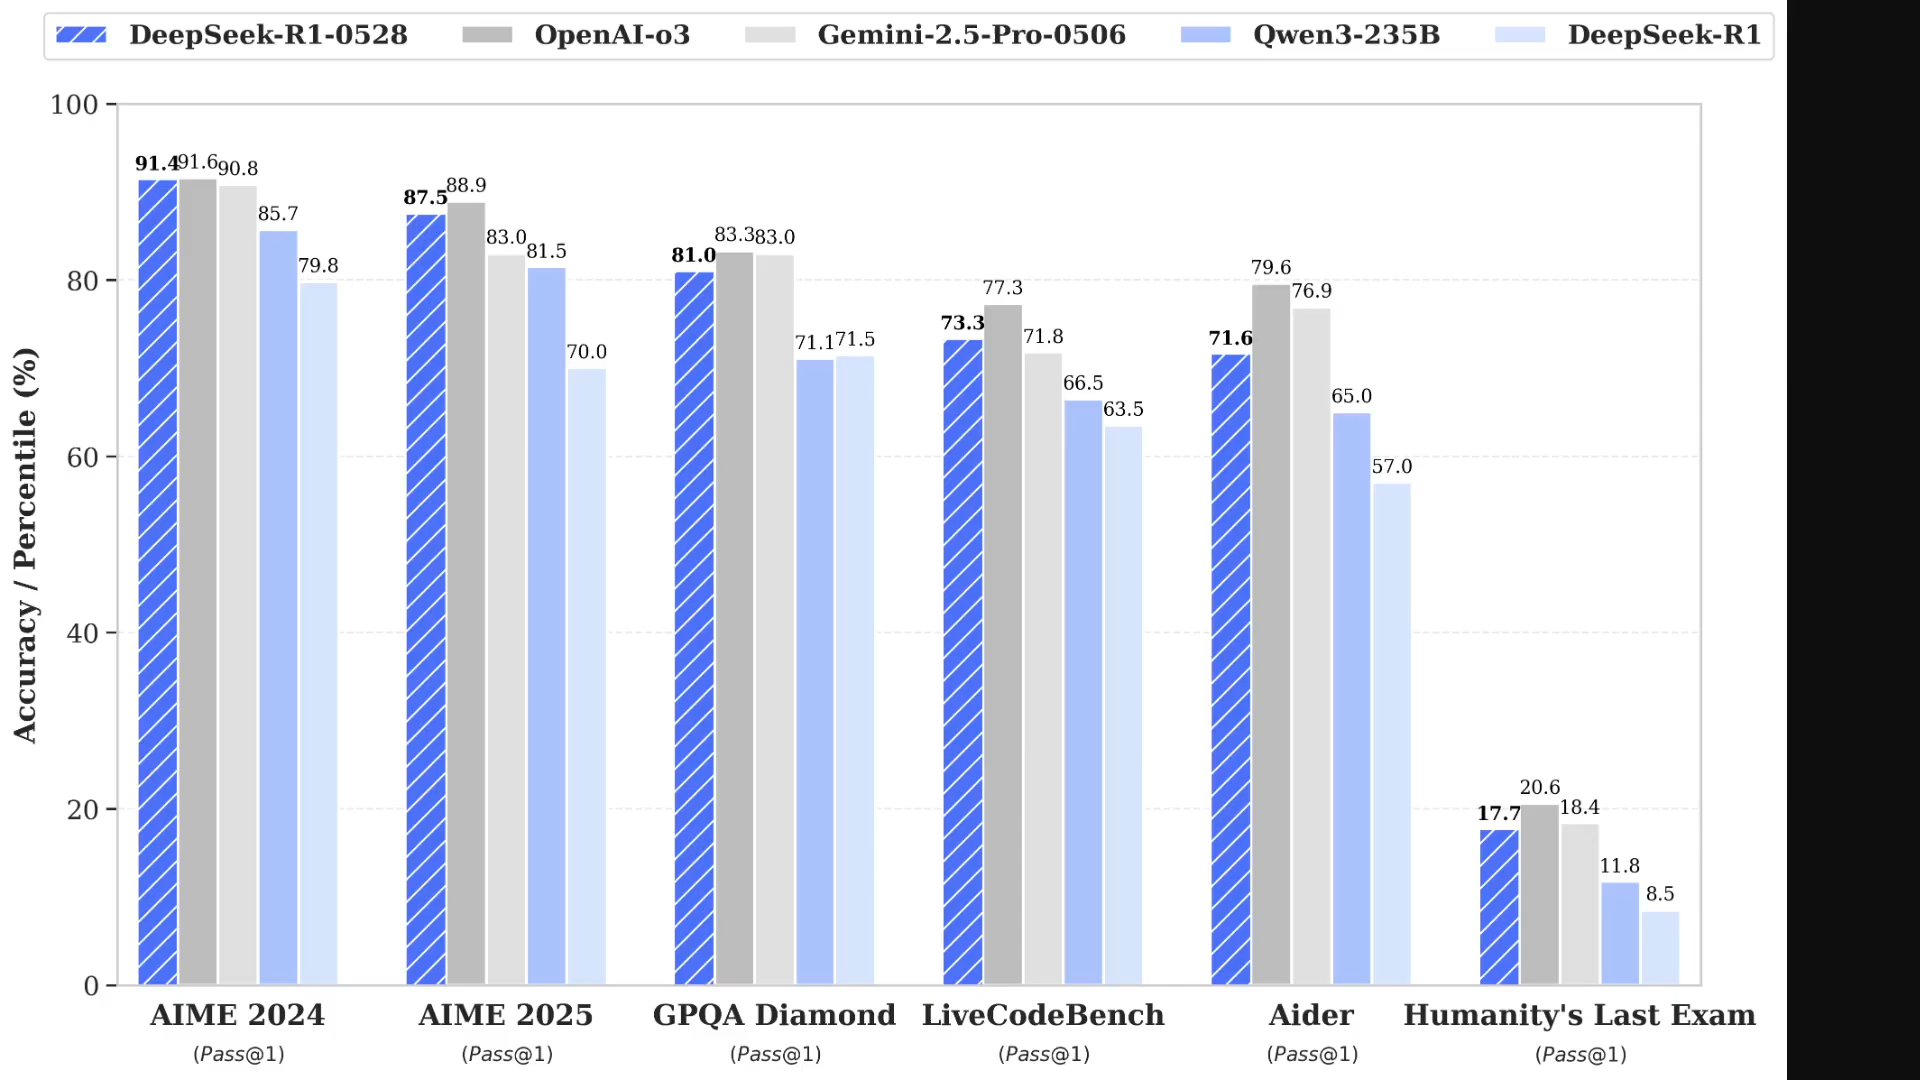 DeepSeek-R1-0528 OpenAI-o3 Gemini-2.5-Pro-0506 Qwen3-235B DeepSeek-R1
Accuracy / Percentile (%)
100
80
60
40
20
0
91.4 91.6 90.8 85.7 79.8
87.5 88.9 83.0 81.5 70.0
81.0 83.3 83.0 71.1 71.5
73.3 77.3 71.8 66.5 63.5
71.6 79.6 76.9 65.0 57.0
17.7 20.6 18.4 11.8 8.5
AIME 2024 AIME 2025 GPQA Diamond LiveCodeBench Aider Humanity's Last Exam
(Pass@1) (Pass@1) (Pass@1) (Pass@1) (Pass@1) (Pass@1)